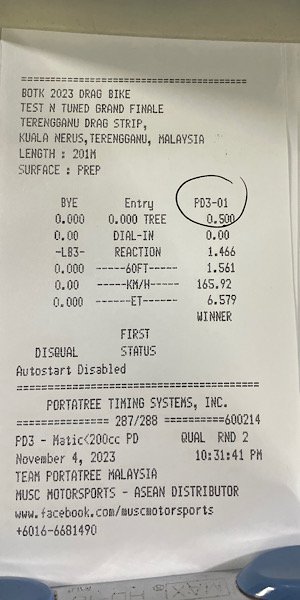 =====================================
BOTK 2023 DRAG BIKE
TEST N TUNED GRAND FINALE
TERENGGANU DRAG STRIP,
KUALA NERUS,TERENGGANU, MALAYSIA
LENGTH : 201M
SURFACE : PREP
BYE Entry PD3-01
0.000 0.000 TREE 0.500
0.00 DIAL-IN 0.00
-LB3- REACTION 1.466
0.000 ------60FT------ 1.561
0.00 ------KM/H------ 165.92
0.000 -------ET------- 6.579
WINNER
FIRST
DISQUAL STATUS
Autostart Disabled
=====================================
PORTATREE TIMING SYSTEMS, INC.
=============== 287/288 =========600214
PD3 - Matic<200cc PD QUAL RND 2
November 4, 2023 10:31:41 PM
TEAM PORTATREE MALAYSIA
MUSC MOTORSPORTS - ASEAN DISTRIBUTOR
www.facebook.com/muscmotorsports
+6016-6681490